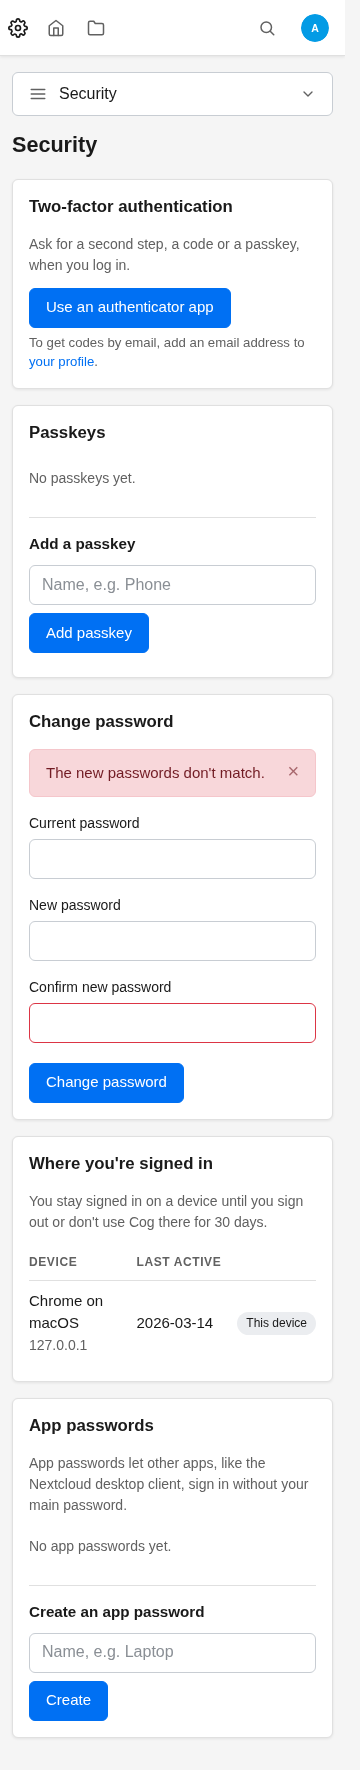 A
Security
Security
Two-factor authentication
Ask for a second step, a code or a passkey,
when you log in.
Use an authenticator app
To get codes by email, add an email address to
your profile.
Passkeys
No passkeys yet.
Add a passkey
Name, e.g. Phone
Add passkey
Change password
The new passwords don't match.
Current password
New password
Confirm new password
Change password
Where you're signed in
You stay signed in on a device until you sign
out or don't use Cog there for 30 days.
DEVICE LAST ACTIVE
Chrome on
macOS 2026-03-14 This device
127.0.0.1
App passwords
App passwords let other apps, like the
Nextcloud desktop client, sign in without your
main password.
No app passwords yet.
Create an app password
Name, e.g. Laptop
Create